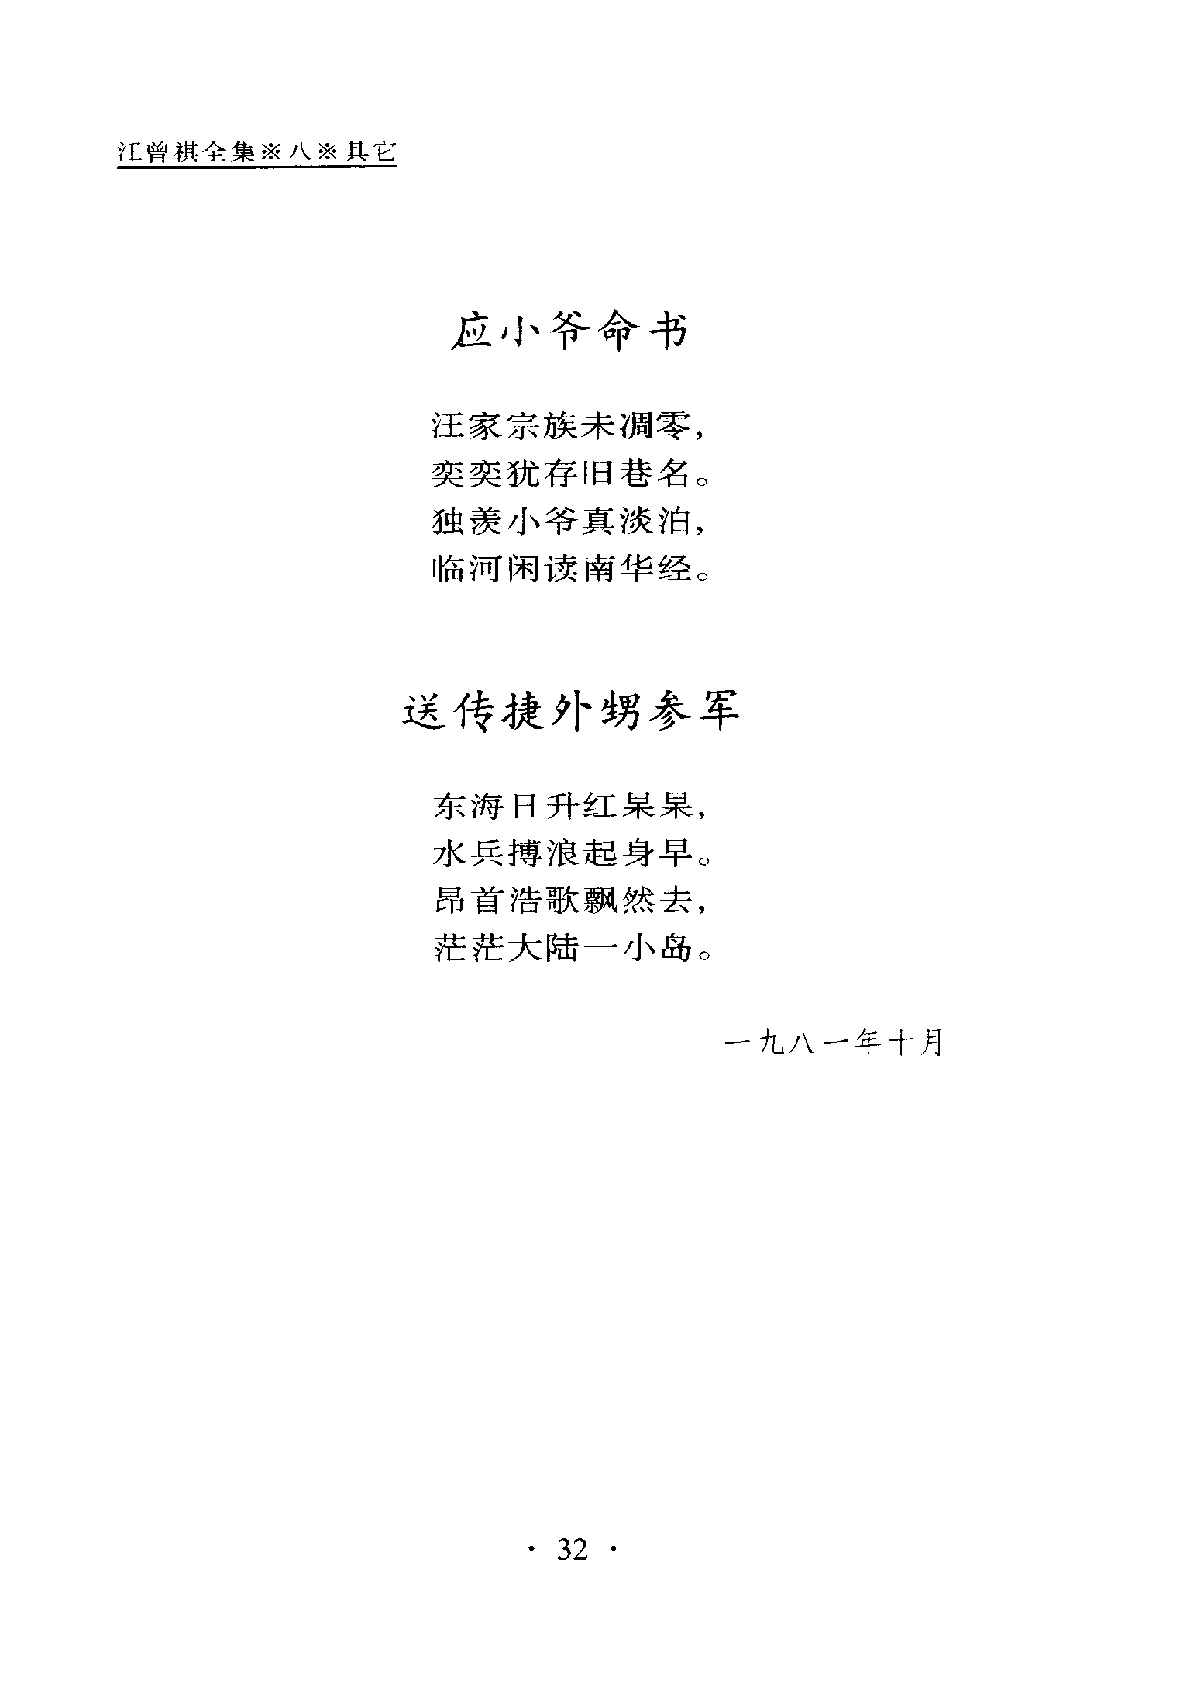 汪曾祺全集※八※其它
应小爷命书
汪家宗族未凋零，
奕奕犹存旧巷名。
独羡小爷真淡泊，
临河闲读南华经。
送传捷外甥参军
东海日升红杲杲，
水兵搏浪起身早。
昂首浩歌飘然去，
茫茫大陆一小岛。
一九八一年十月
· 32 ·